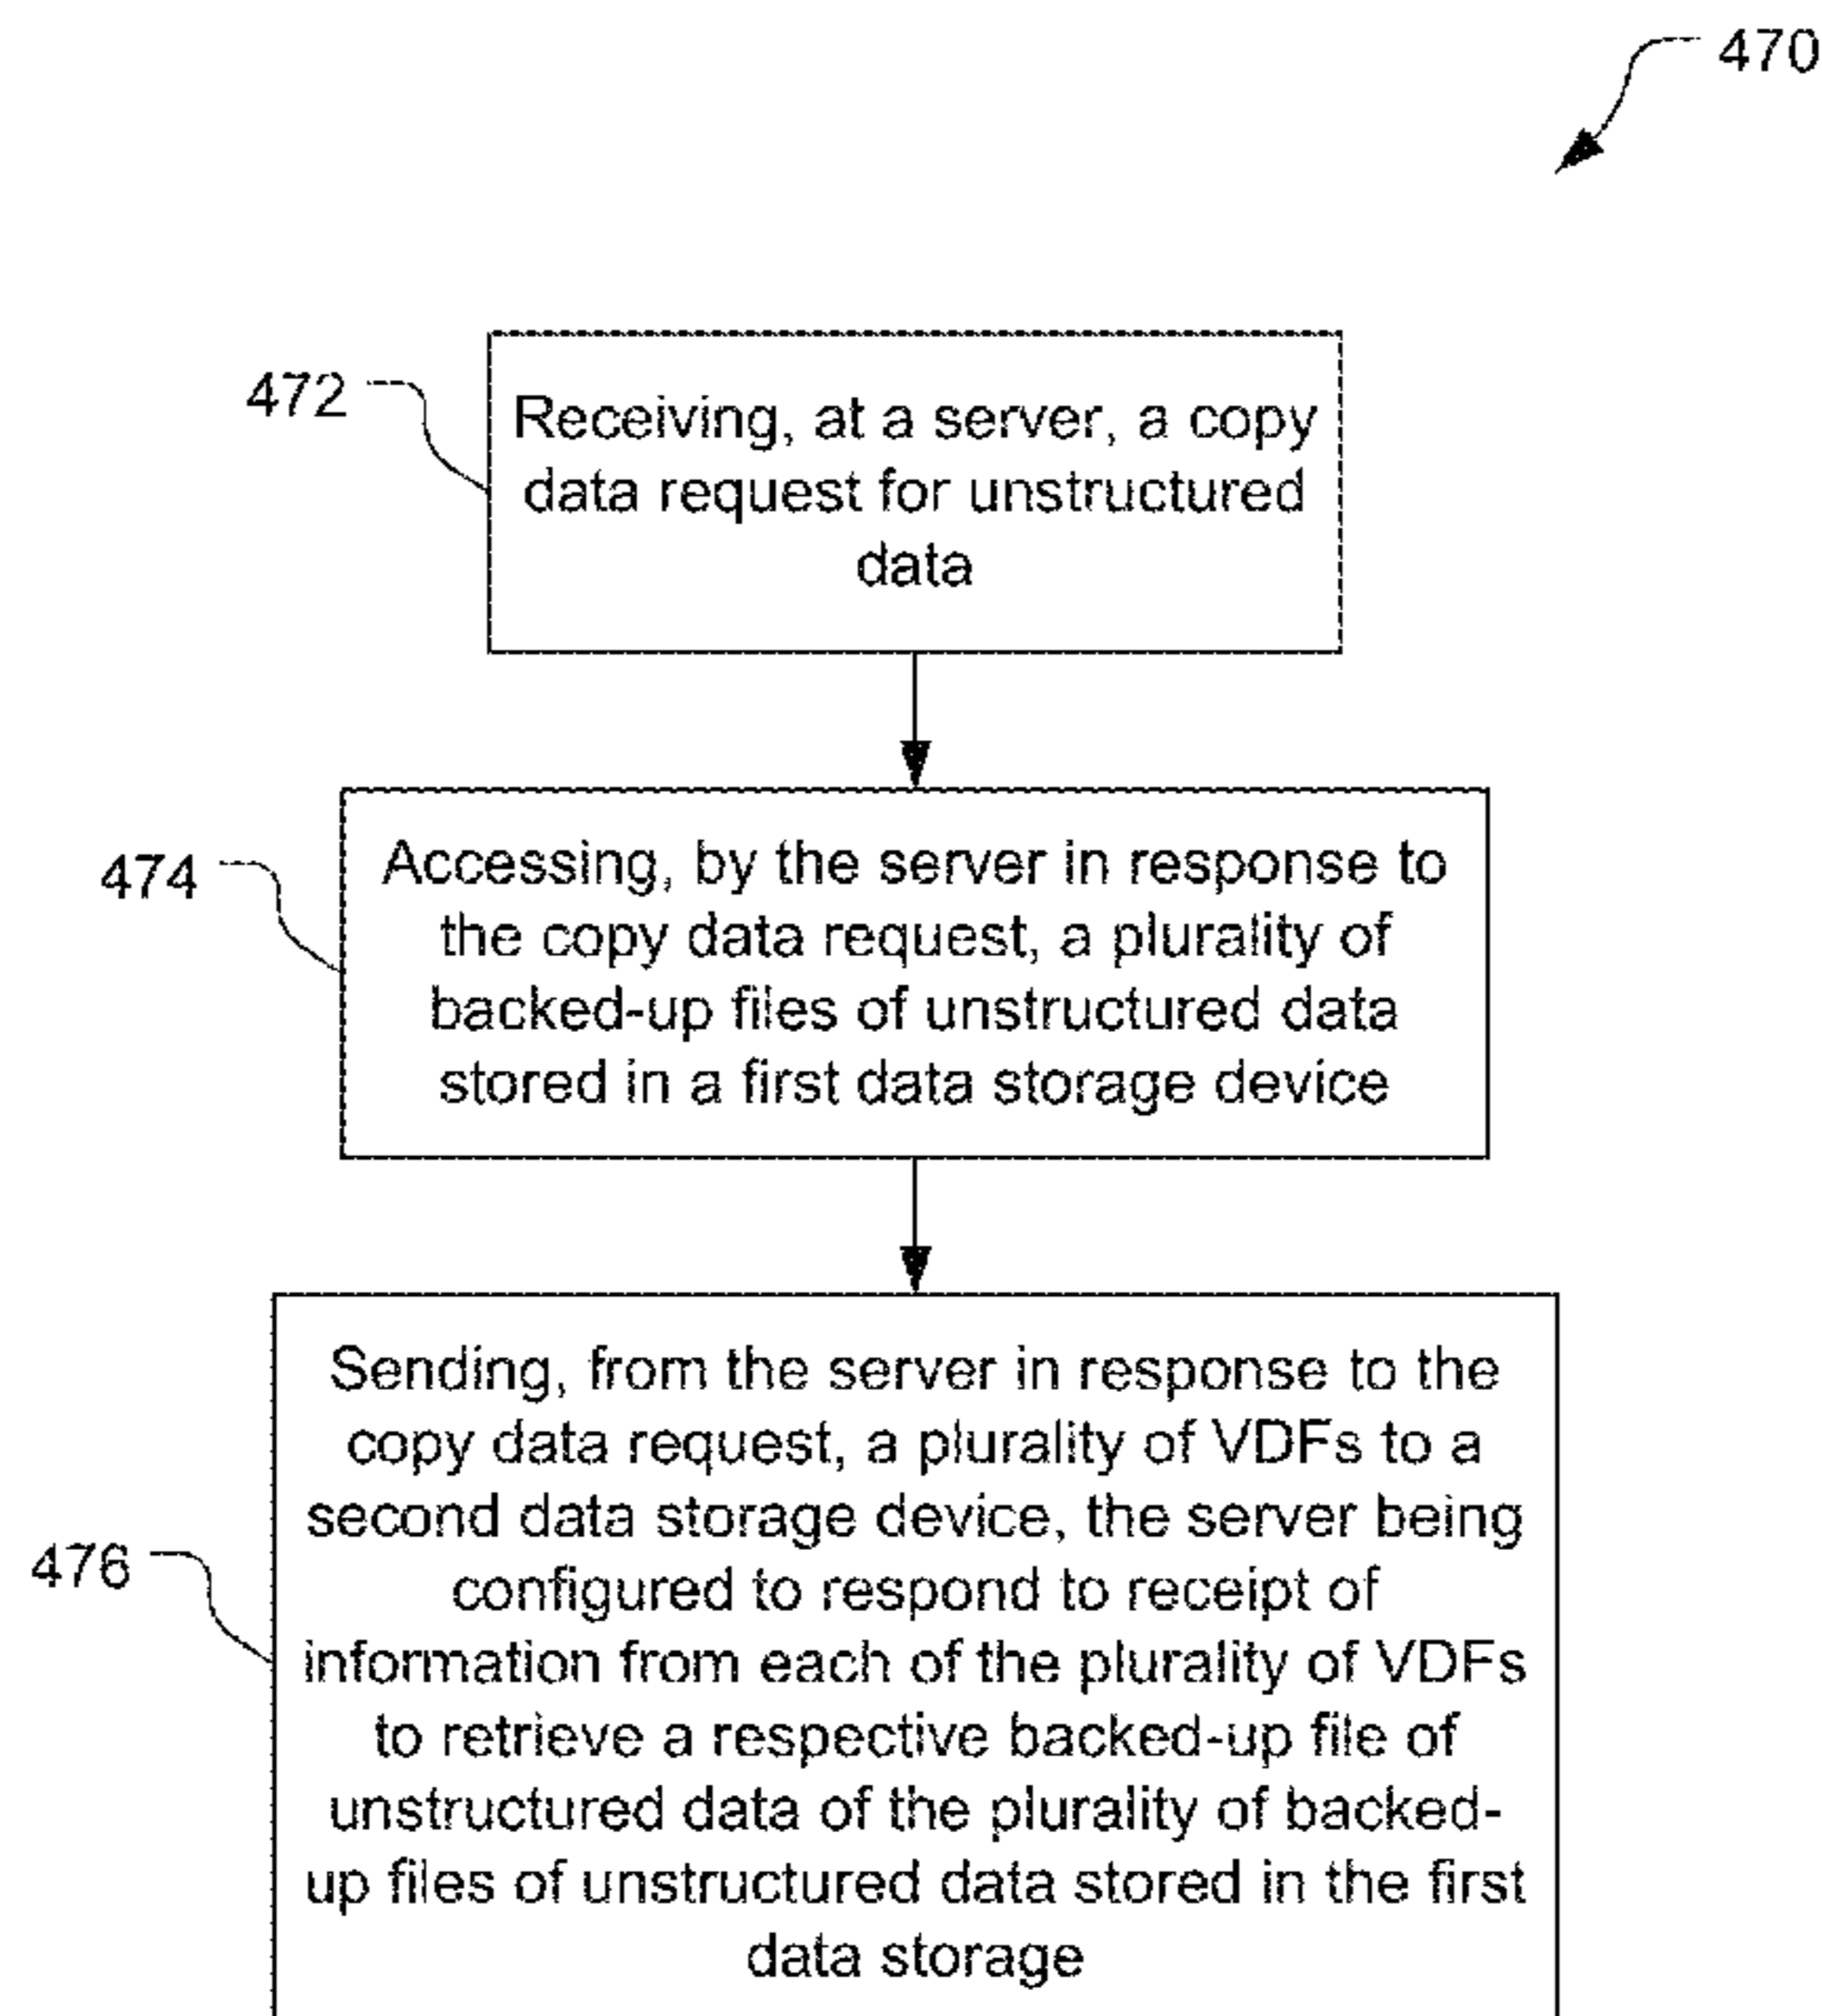 470
472
Receiving, at a server, a copy
data request for unstructured
data
474
Accessing, by the server in response to
the copy data request, a plurality of
backed-up files of unstructured data
stored in a first data storage device
476
Sending, from the server in response to the
copy data request, a plurality of VDFs to a
second data storage device, the server being
configured to respond to receipt of
information from each of the plurality of VDFs
to retrieve a respective backed-up file of
unstructured data of the plurality of backed-
up files of unstructured data stored in the first
data storage